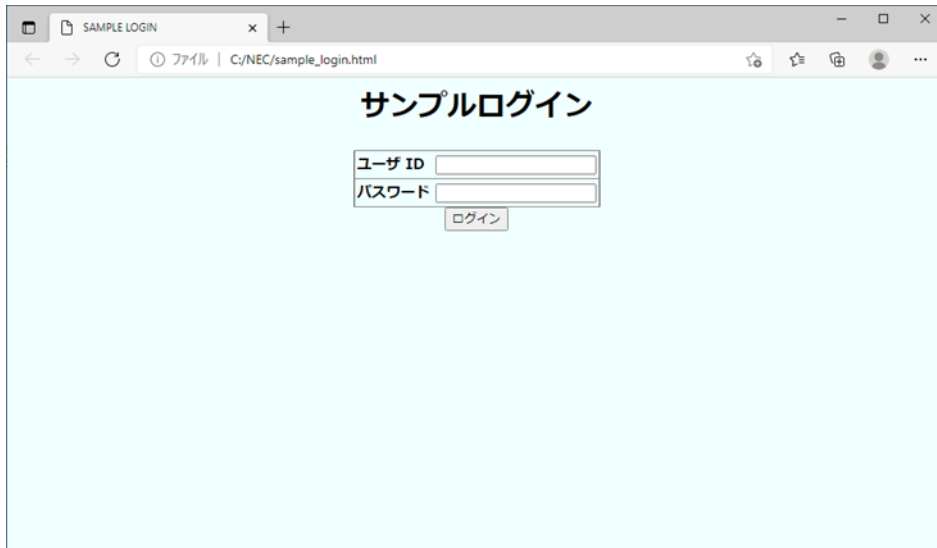 SAMPLE LOGIN
ファイル | C:/NEC/sample_login.html
サンプルログイン
ユーザ ID
パスワード
ログイン